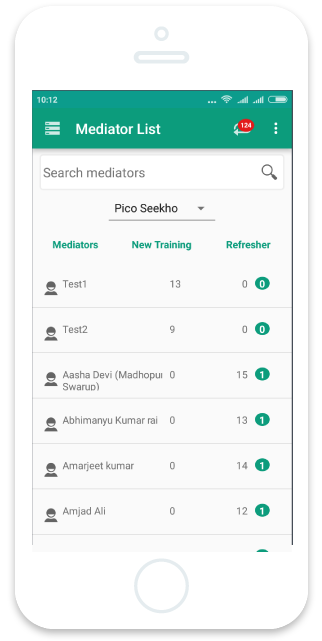 10:12
Mediator List
124
Search mediators
Pico Seekho
Mediators New Training Refresher
Test1 13 0 0
Test2 9 0 0
Aasha Devi (Madhopur 0 15 1
Swarup)
Abhimanyu Kumar rai 0 13 1
Amarjeet kumar 0 14 1
Amjad Ali 0 12 1